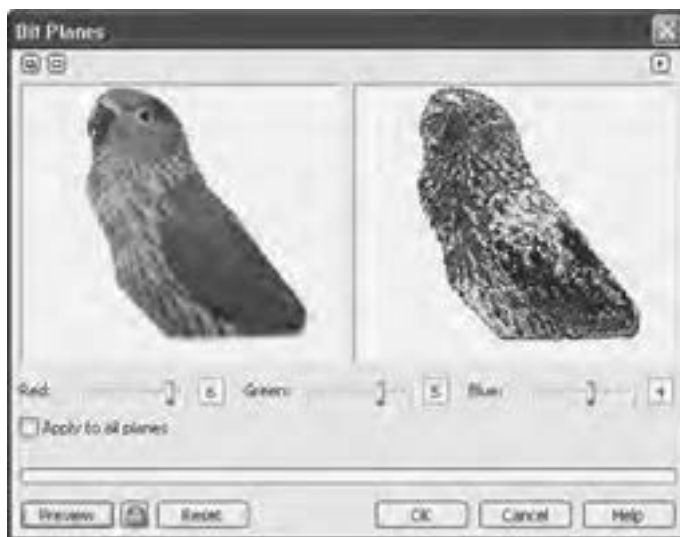 Bit Planes
Red: 6 Green: 5 Blue: 4
Apply to all planes
Preview Reset OK Cancel Help